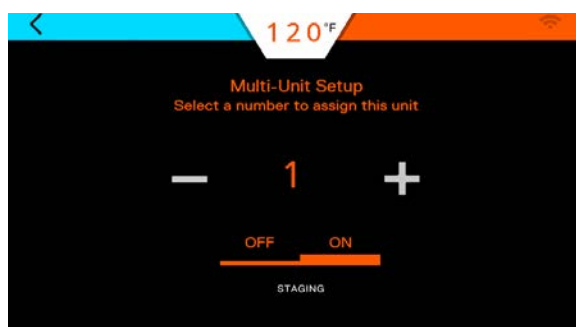 120°F
Multi-Unit Setup
Select a number to assign this unit
1
OFF ON
STAGING